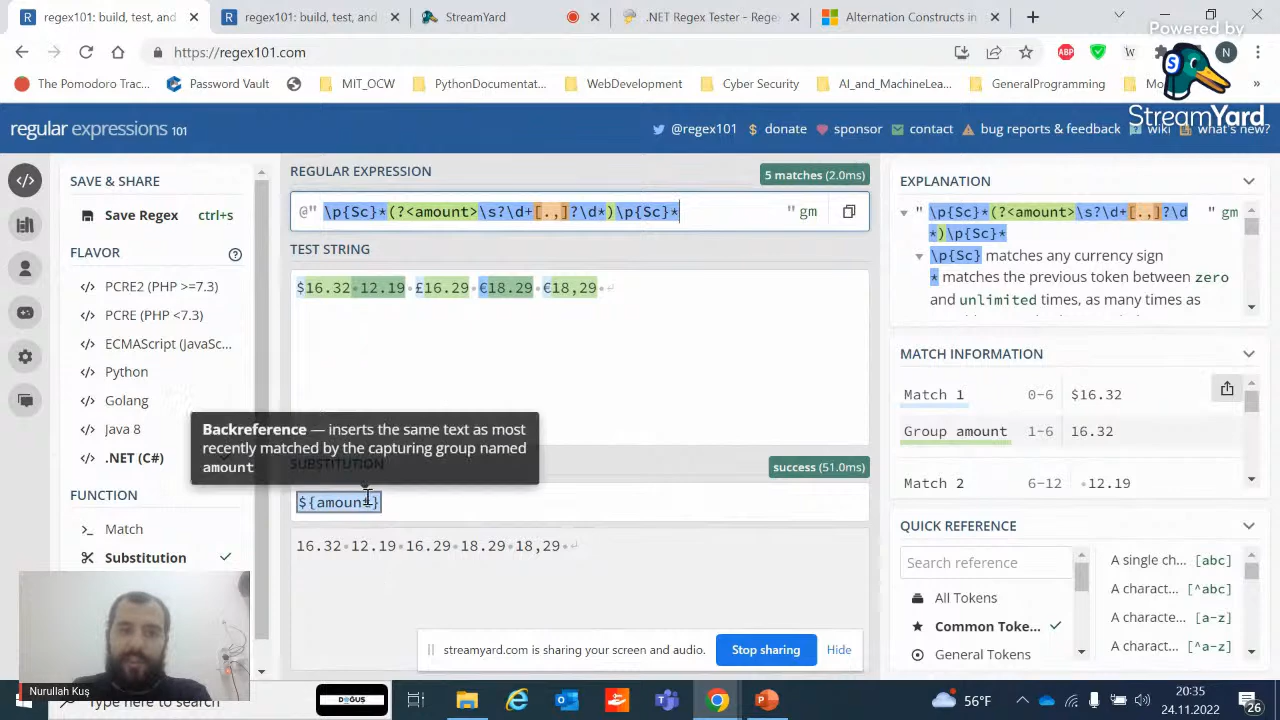 regex101: build, test, and
regex101: build, test, and
StreamYard
.NET Regex Tester - Rege
Alternation Constructs in
Powered by
https://regex101.com
ABP
W
N
The Pomodoro Trac...
Password Vault
MIT_OCW
PythonDocumentat...
WebDevelopment
Cyber Security
AI_and_MachineLea...
GeneralProgramming
»
StreamYard
regular expressions 101
@regex101
$ donate
sponsor
contact
bug reports & feedback
wiki
what's new?
SAVE & SHARE
Save Regex ctrl+s
FLAVOR
PCRE2 (PHP >=7.3)
PCRE (PHP <7.3)
ECMAScript (JavaSc...
Python
Golang
Java 8
.NET (C#)
FUNCTION
Match
Substitution
REGULAR EXPRESSION
5 matches (2.0ms)
@" \p{Sc}*(?<amount>\s?\d+[.,]?\d*)\p{Sc}* " gm
TEST STRING
$16.32·12.19·£16.29·€18.29·€18,29·
Backreference — inserts the same text as most
recently matched by the capturing group named
amount
SUBSTITUTION
success (51.0ms)
${amount}
16.32·12.19·16.29·18.29·18,29·
EXPLANATION
" \p{Sc}*(?<amount>\s?\d+[.,]?\d " gm
*)\p{Sc}*
\p{Sc} matches any currency sign
* matches the previous token between zero
and unlimited times, as many times as
MATCH INFORMATION
Match 1 0-6 $16.32
Group amount 1-6 16.32
Match 2 6-12 ·12.19
QUICK REFERENCE
Search reference
All Tokens
Common Toke...
General Tokens
A single ch... [abc]
A charact... [^abc]
A characte... [a-z]
A charact... [^a-z]
streamyard.com is sharing your screen and audio.
Stop sharing
Hide
Nurullah Kuş
Type here to search
DOĞUS
56°F
20:35
24.11.2022
26